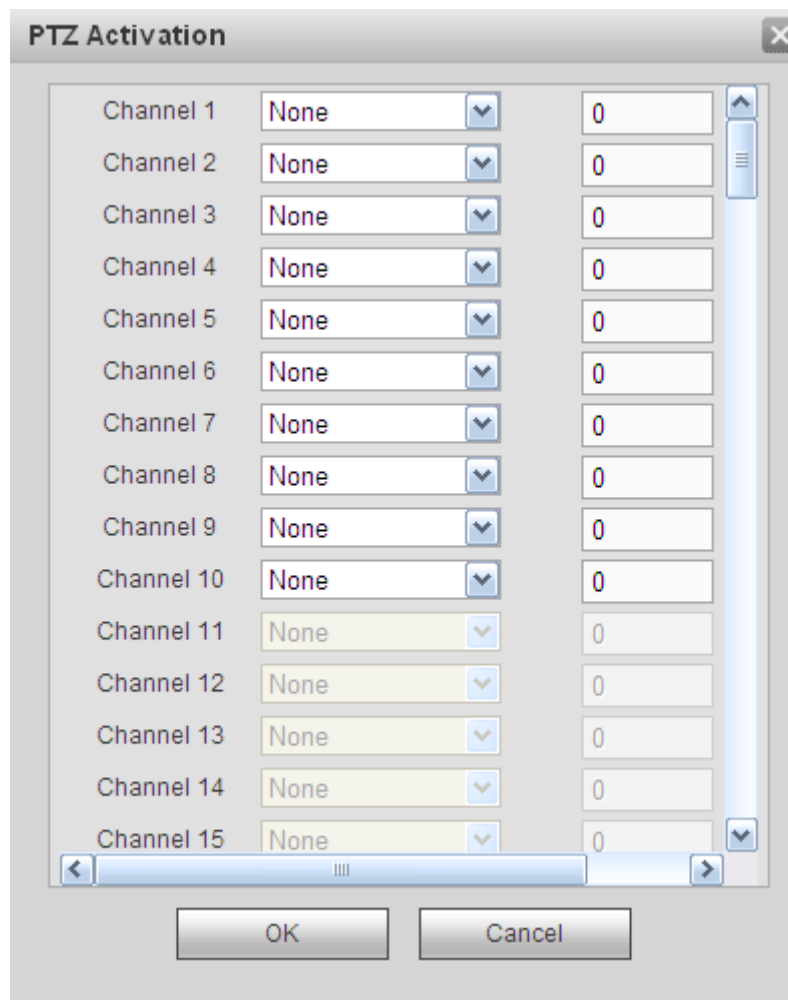 PTZ Activation
Channel 1 None 0
Channel 2 None 0
Channel 3 None 0
Channel 4 None 0
Channel 5 None 0
Channel 6 None 0
Channel 7 None 0
Channel 8 None 0
Channel 9 None 0
Channel 10 None 0
Channel 11 None 0
Channel 12 None 0
Channel 13 None 0
Channel 14 None 0
Channel 15 None 0
OK Cancel